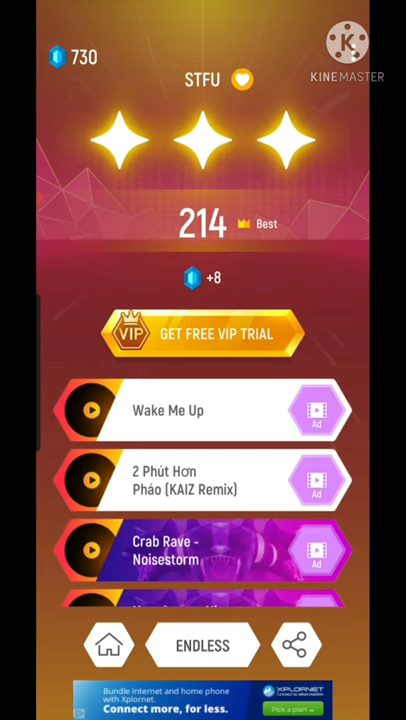 730
K
KINEMASTER
STFU
214 Best
+8
VIP GET FREE VIP TRIAL
Wake Me Up
Ad
2 Phút Hơn
Pháo (KAIZ Remix)
Ad
Crab Rave -
Noisestorm
Ad
ENDLESS
Bundle Internet and home phone
with Xplornet.
Connect more, for less.
XPLORNET
Pick a plan